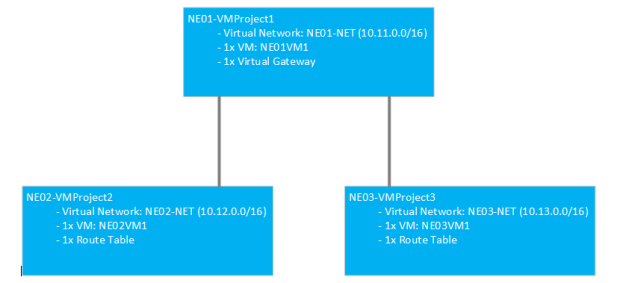 NE01-VMProject1
- Virtual Network: NE01-NET (10.11.0.0/16)
- 1x VM: NE01VM1
- 1x Virtual Gateway
NE02-VMProject2
- Virtual Network: NE02-NET (10.12.0.0/16)
- 1x VM: NE02VM1
- 1x Route Table
NE03-VMProject3
- Virtual Network: NE03-NET (10.13.0.0/16)
- 1x VM: NE03VM1
- 1x Route Table